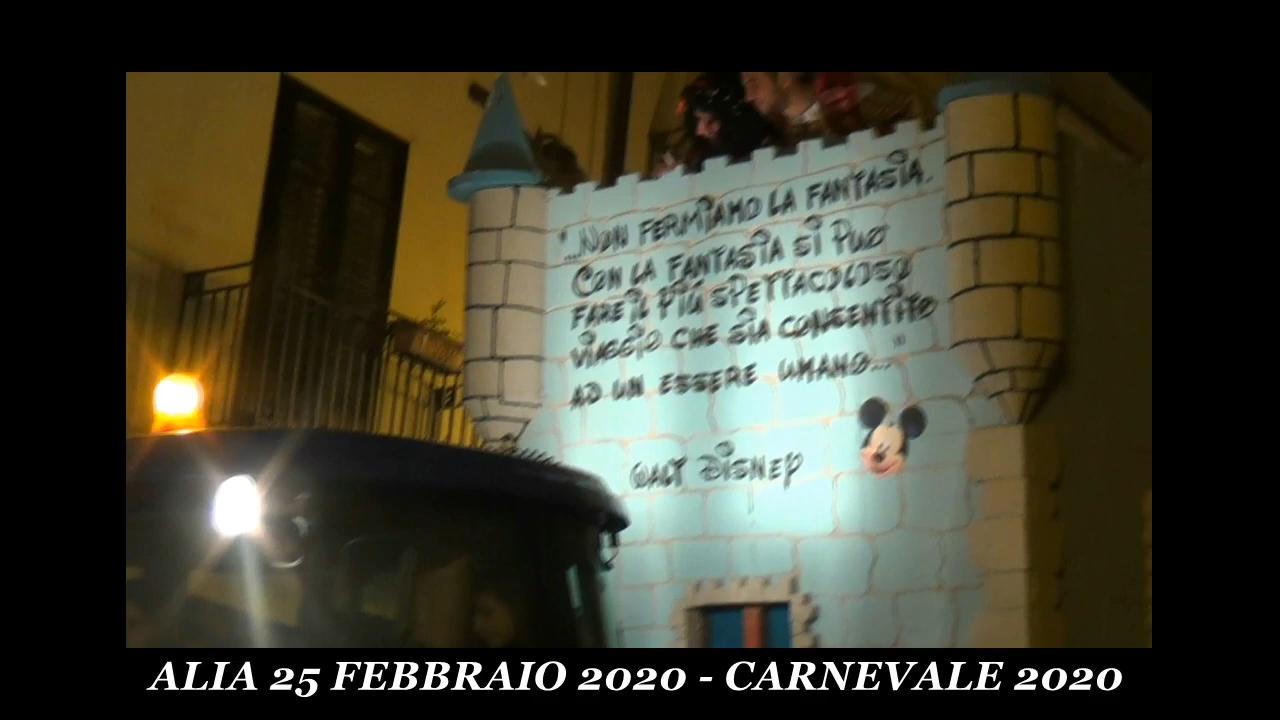 "...NON FERMIAMO LA FANTASIA.
CON LA FANTASIA SI PUÒ
FARE IL PIÚ SPETTACOLOSO
VIAGGIO CHE SIA CONSENTITO
AD UN ESSERE UMANO..."
WALT DISNEY
ALIA 25 FEBBRAIO 2020 - CARNEVALE 2020